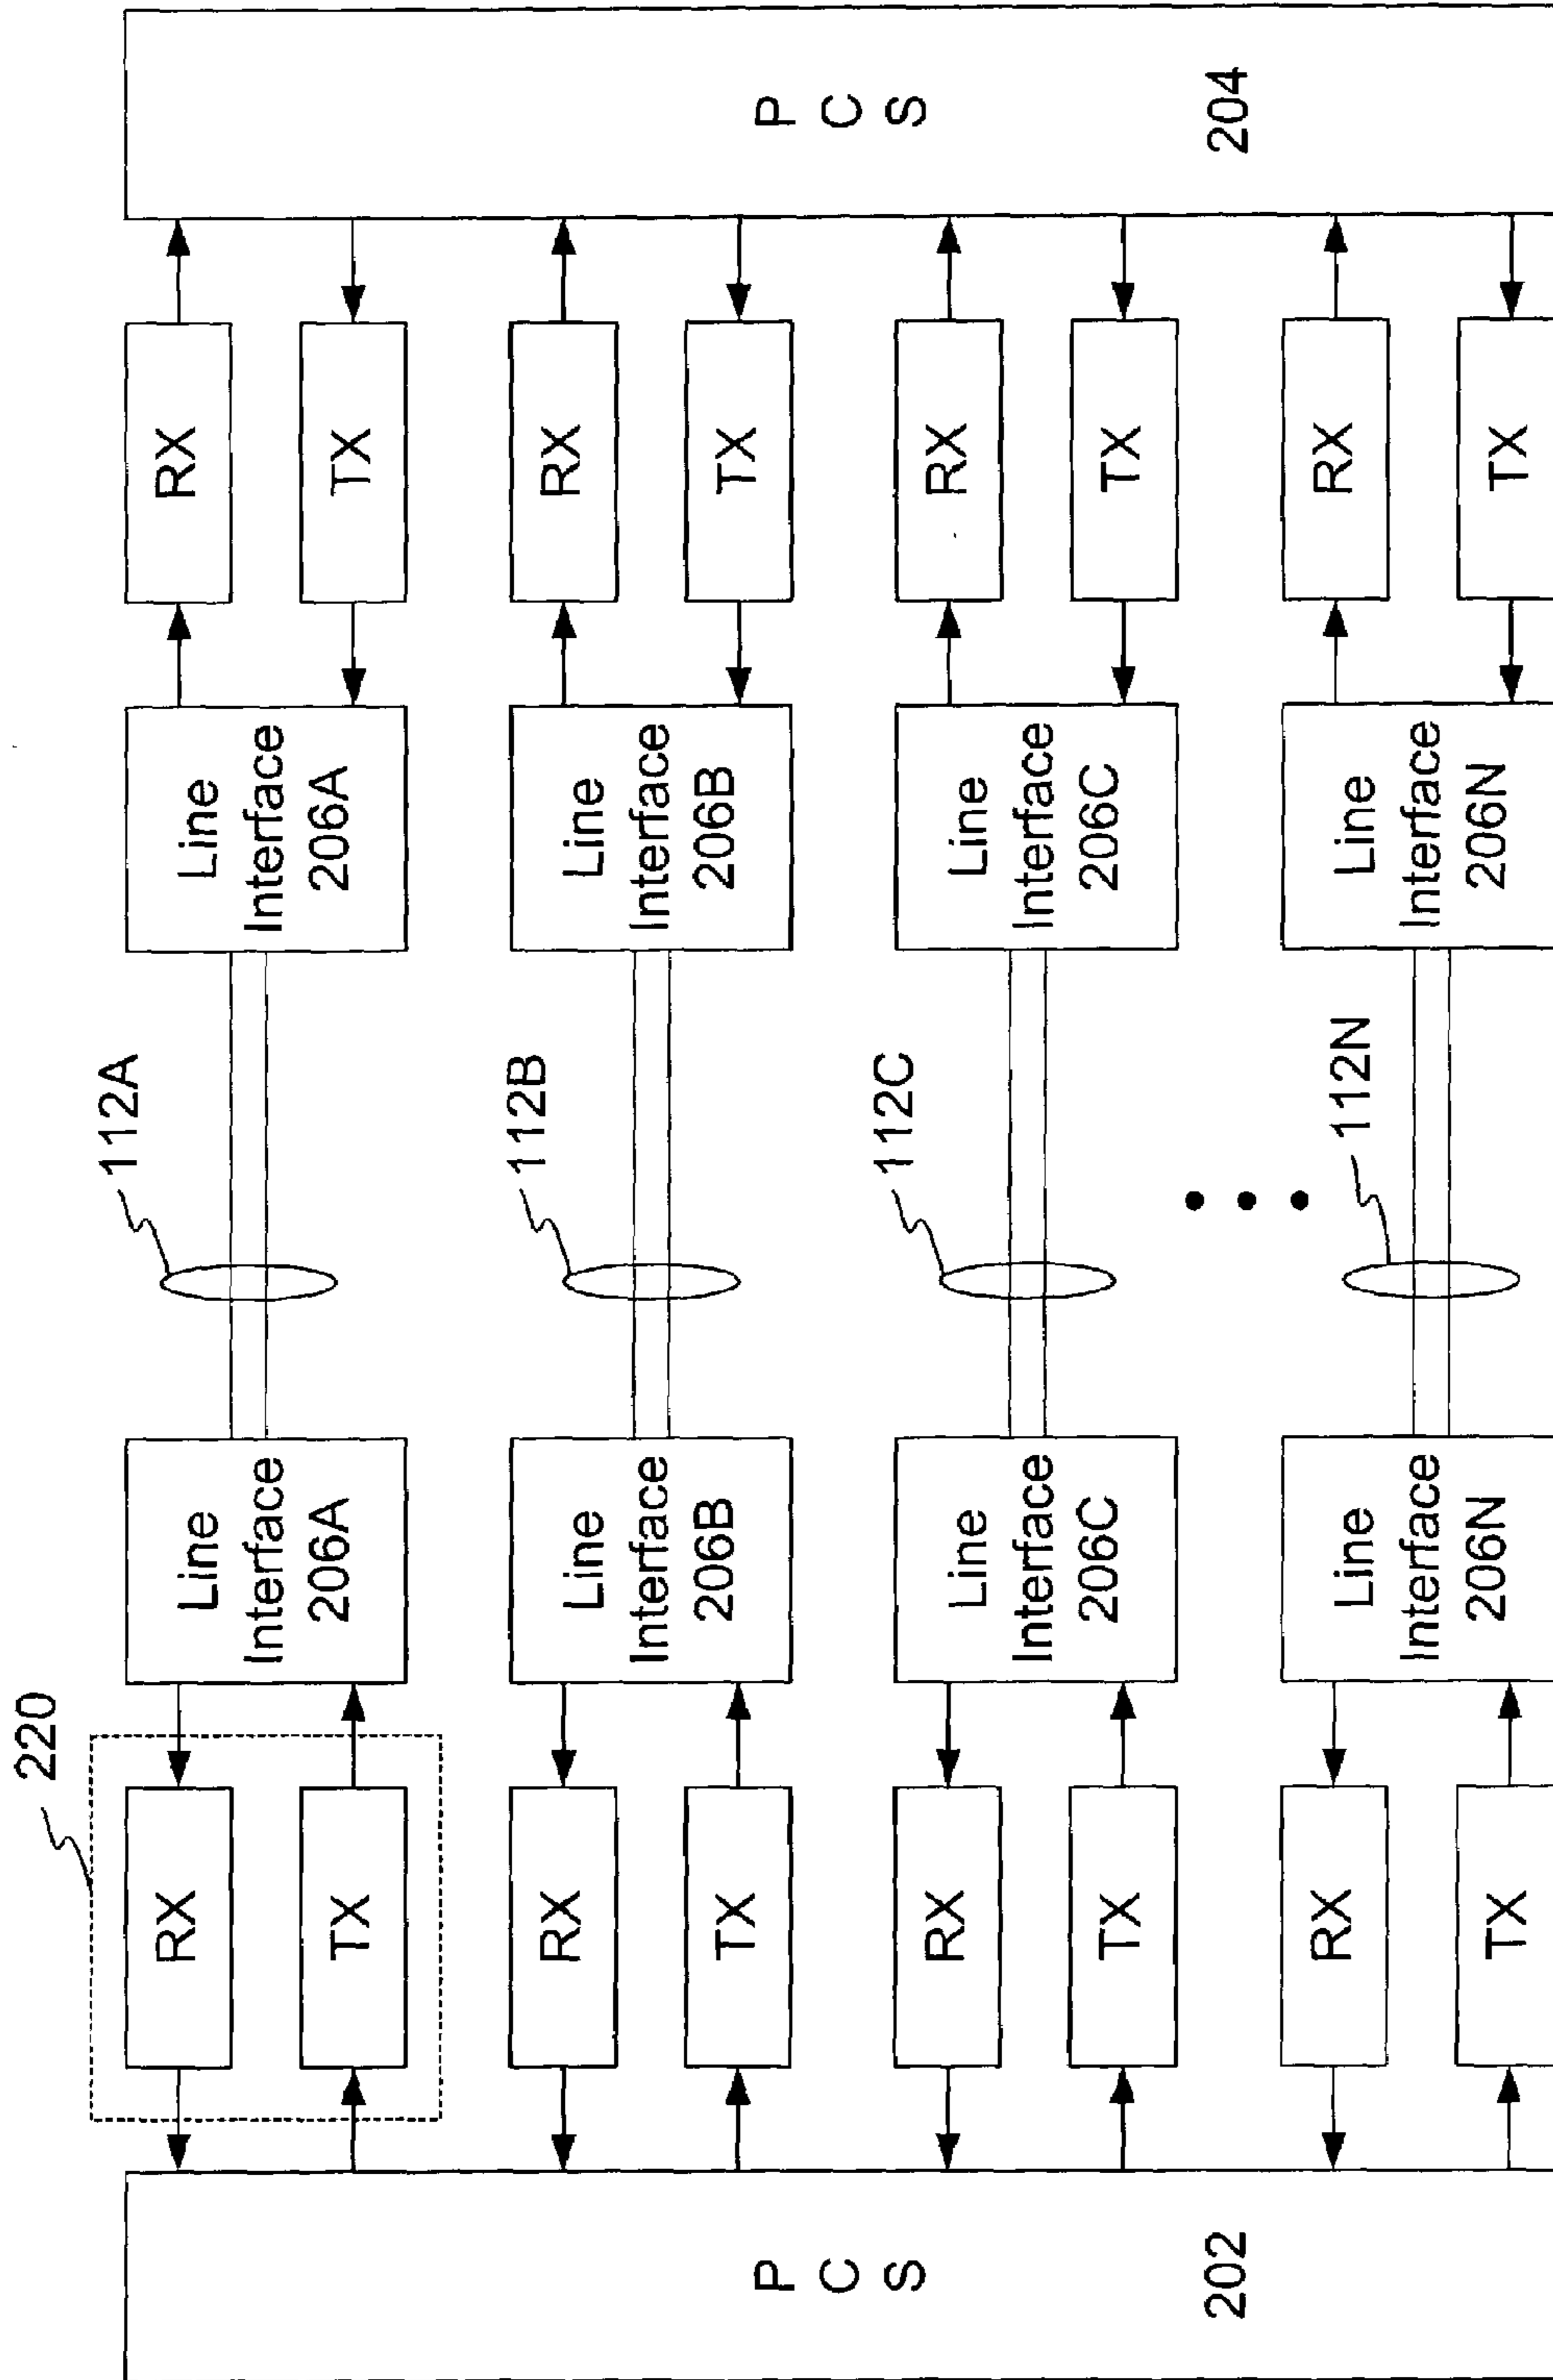 220
112A
RX
TX
Line
Interface
206A
Line
Interface
206A
RX
TX
112B
RX
TX
Line
Interface
206B
Line
Interface
206B
RX
TX
P
C
S
202
P
C
S
204
112C
RX
TX
Line
Interface
206C
Line
Interface
206C
RX
TX
112N
RX
TX
Line
Interface
206N
Line
Interface
206N
RX
TX